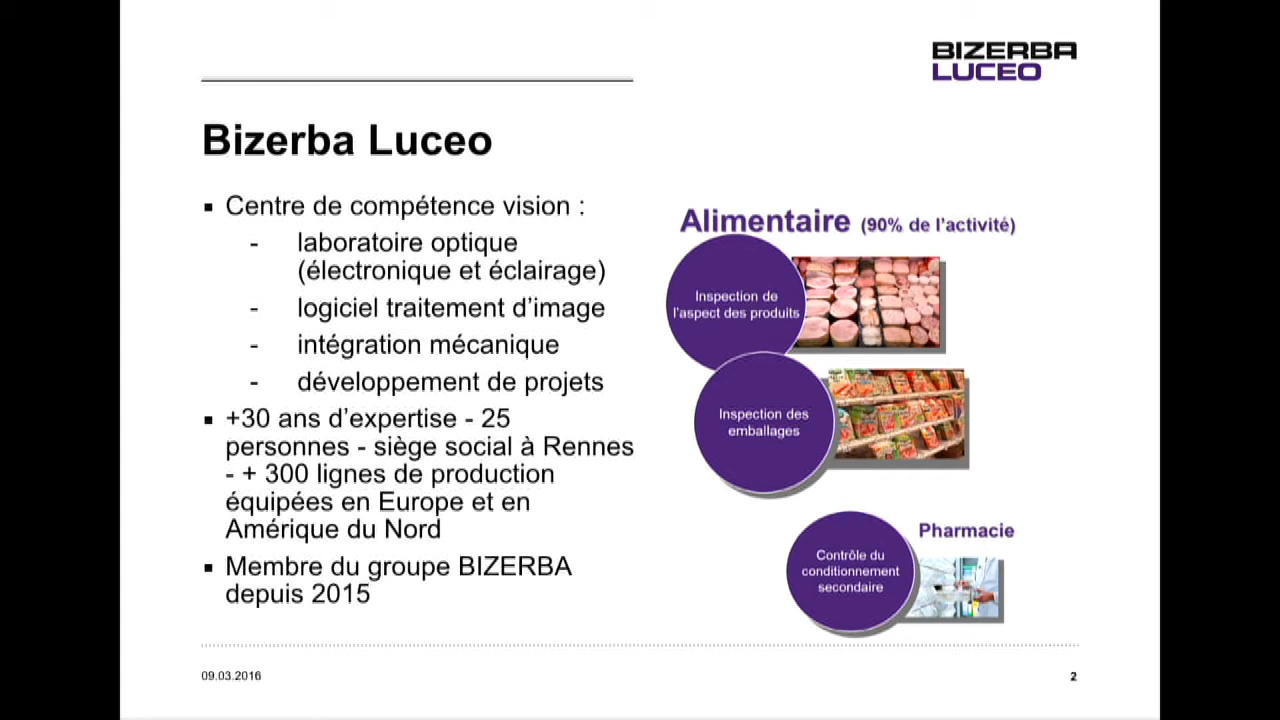 BIZERBA
LUCEO
Bizerba Luceo
▪ Centre de compétence vision :
- laboratoire optique
(électronique et éclairage)
- logiciel traitement d’image
- intégration mécanique
- développement de projets
▪ +30 ans d’expertise - 25
personnes - siège social à Rennes
- + 300 lignes de production
équipées en Europe et en
Amérique du Nord
▪ Membre du groupe BIZERBA
depuis 2015
Alimentaire (90% de l’activité)
Inspection de
l’aspect des produits
Inspection des
emballages
Pharmacie
Contrôle du
conditionnement
secondaire
09.03.2016
2